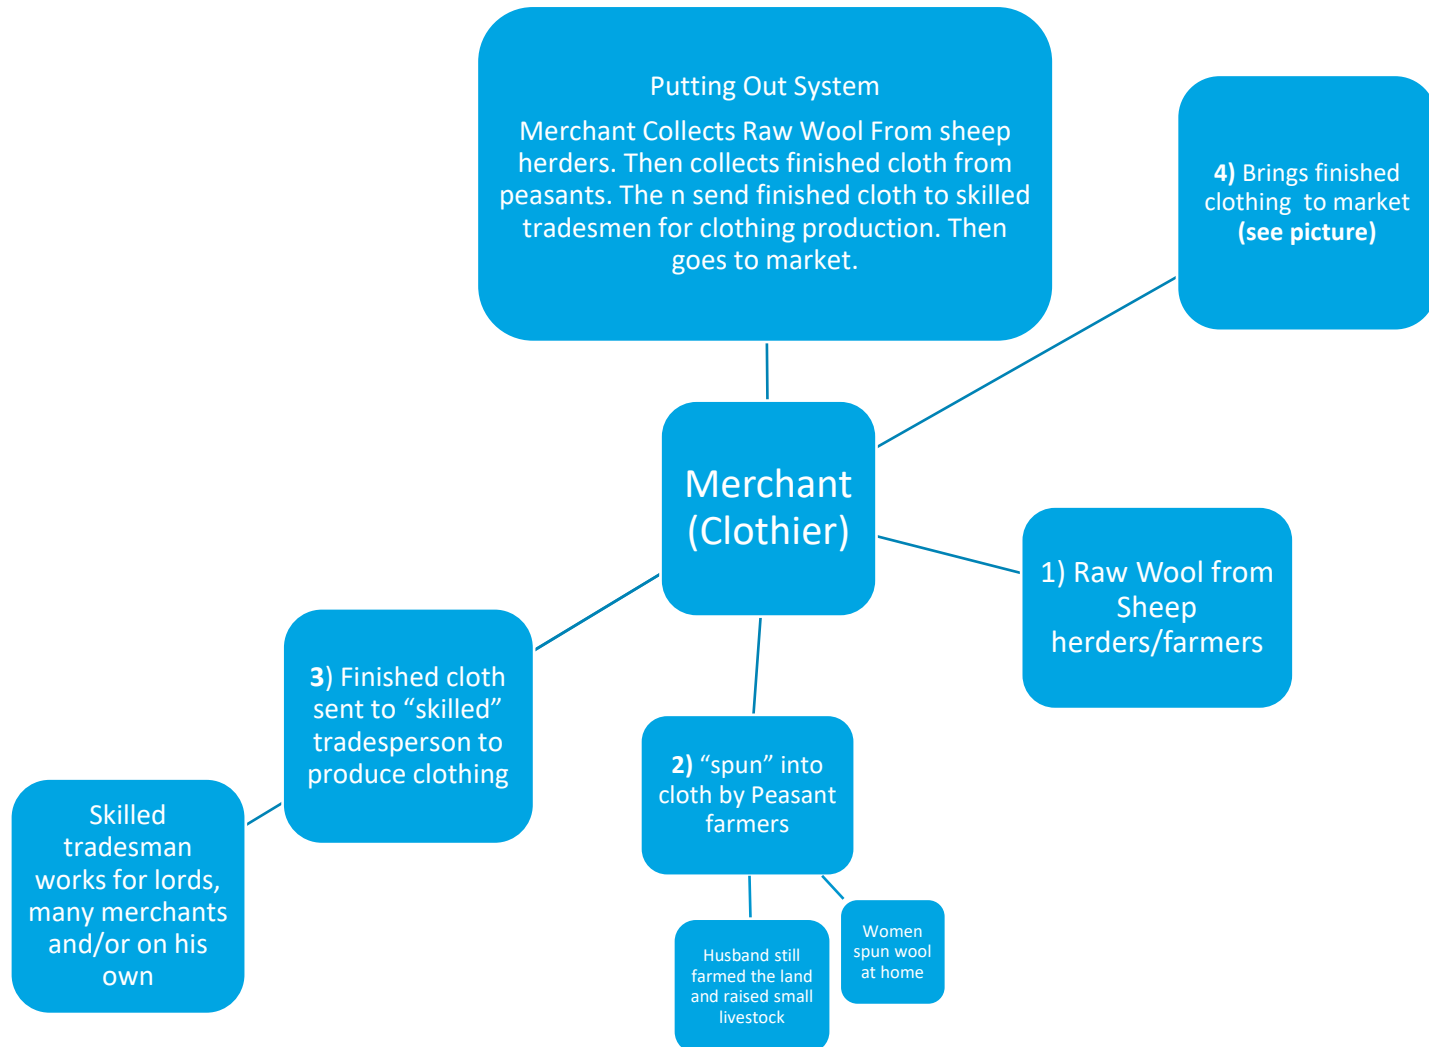 Putting Out System
Merchant Collects Raw Wool From sheep
herders. Then collects finished cloth from
peasants. The n send finished cloth to skilled
tradesmen for clothing production. Then
goes to market.
4) Brings finished
clothing  to market
(see picture)
Merchant
(Clothier)
1) Raw Wool from
Sheep
herders/farmers
3) Finished cloth
sent to “skilled”
tradesperson to
produce clothing
2) “spun” into
cloth by Peasant
farmers
Skilled
tradesman
works for lords,
many merchants
and/or on his
own
Husband still
farmed the land
and raised small
livestock
Women
spun wool
at home